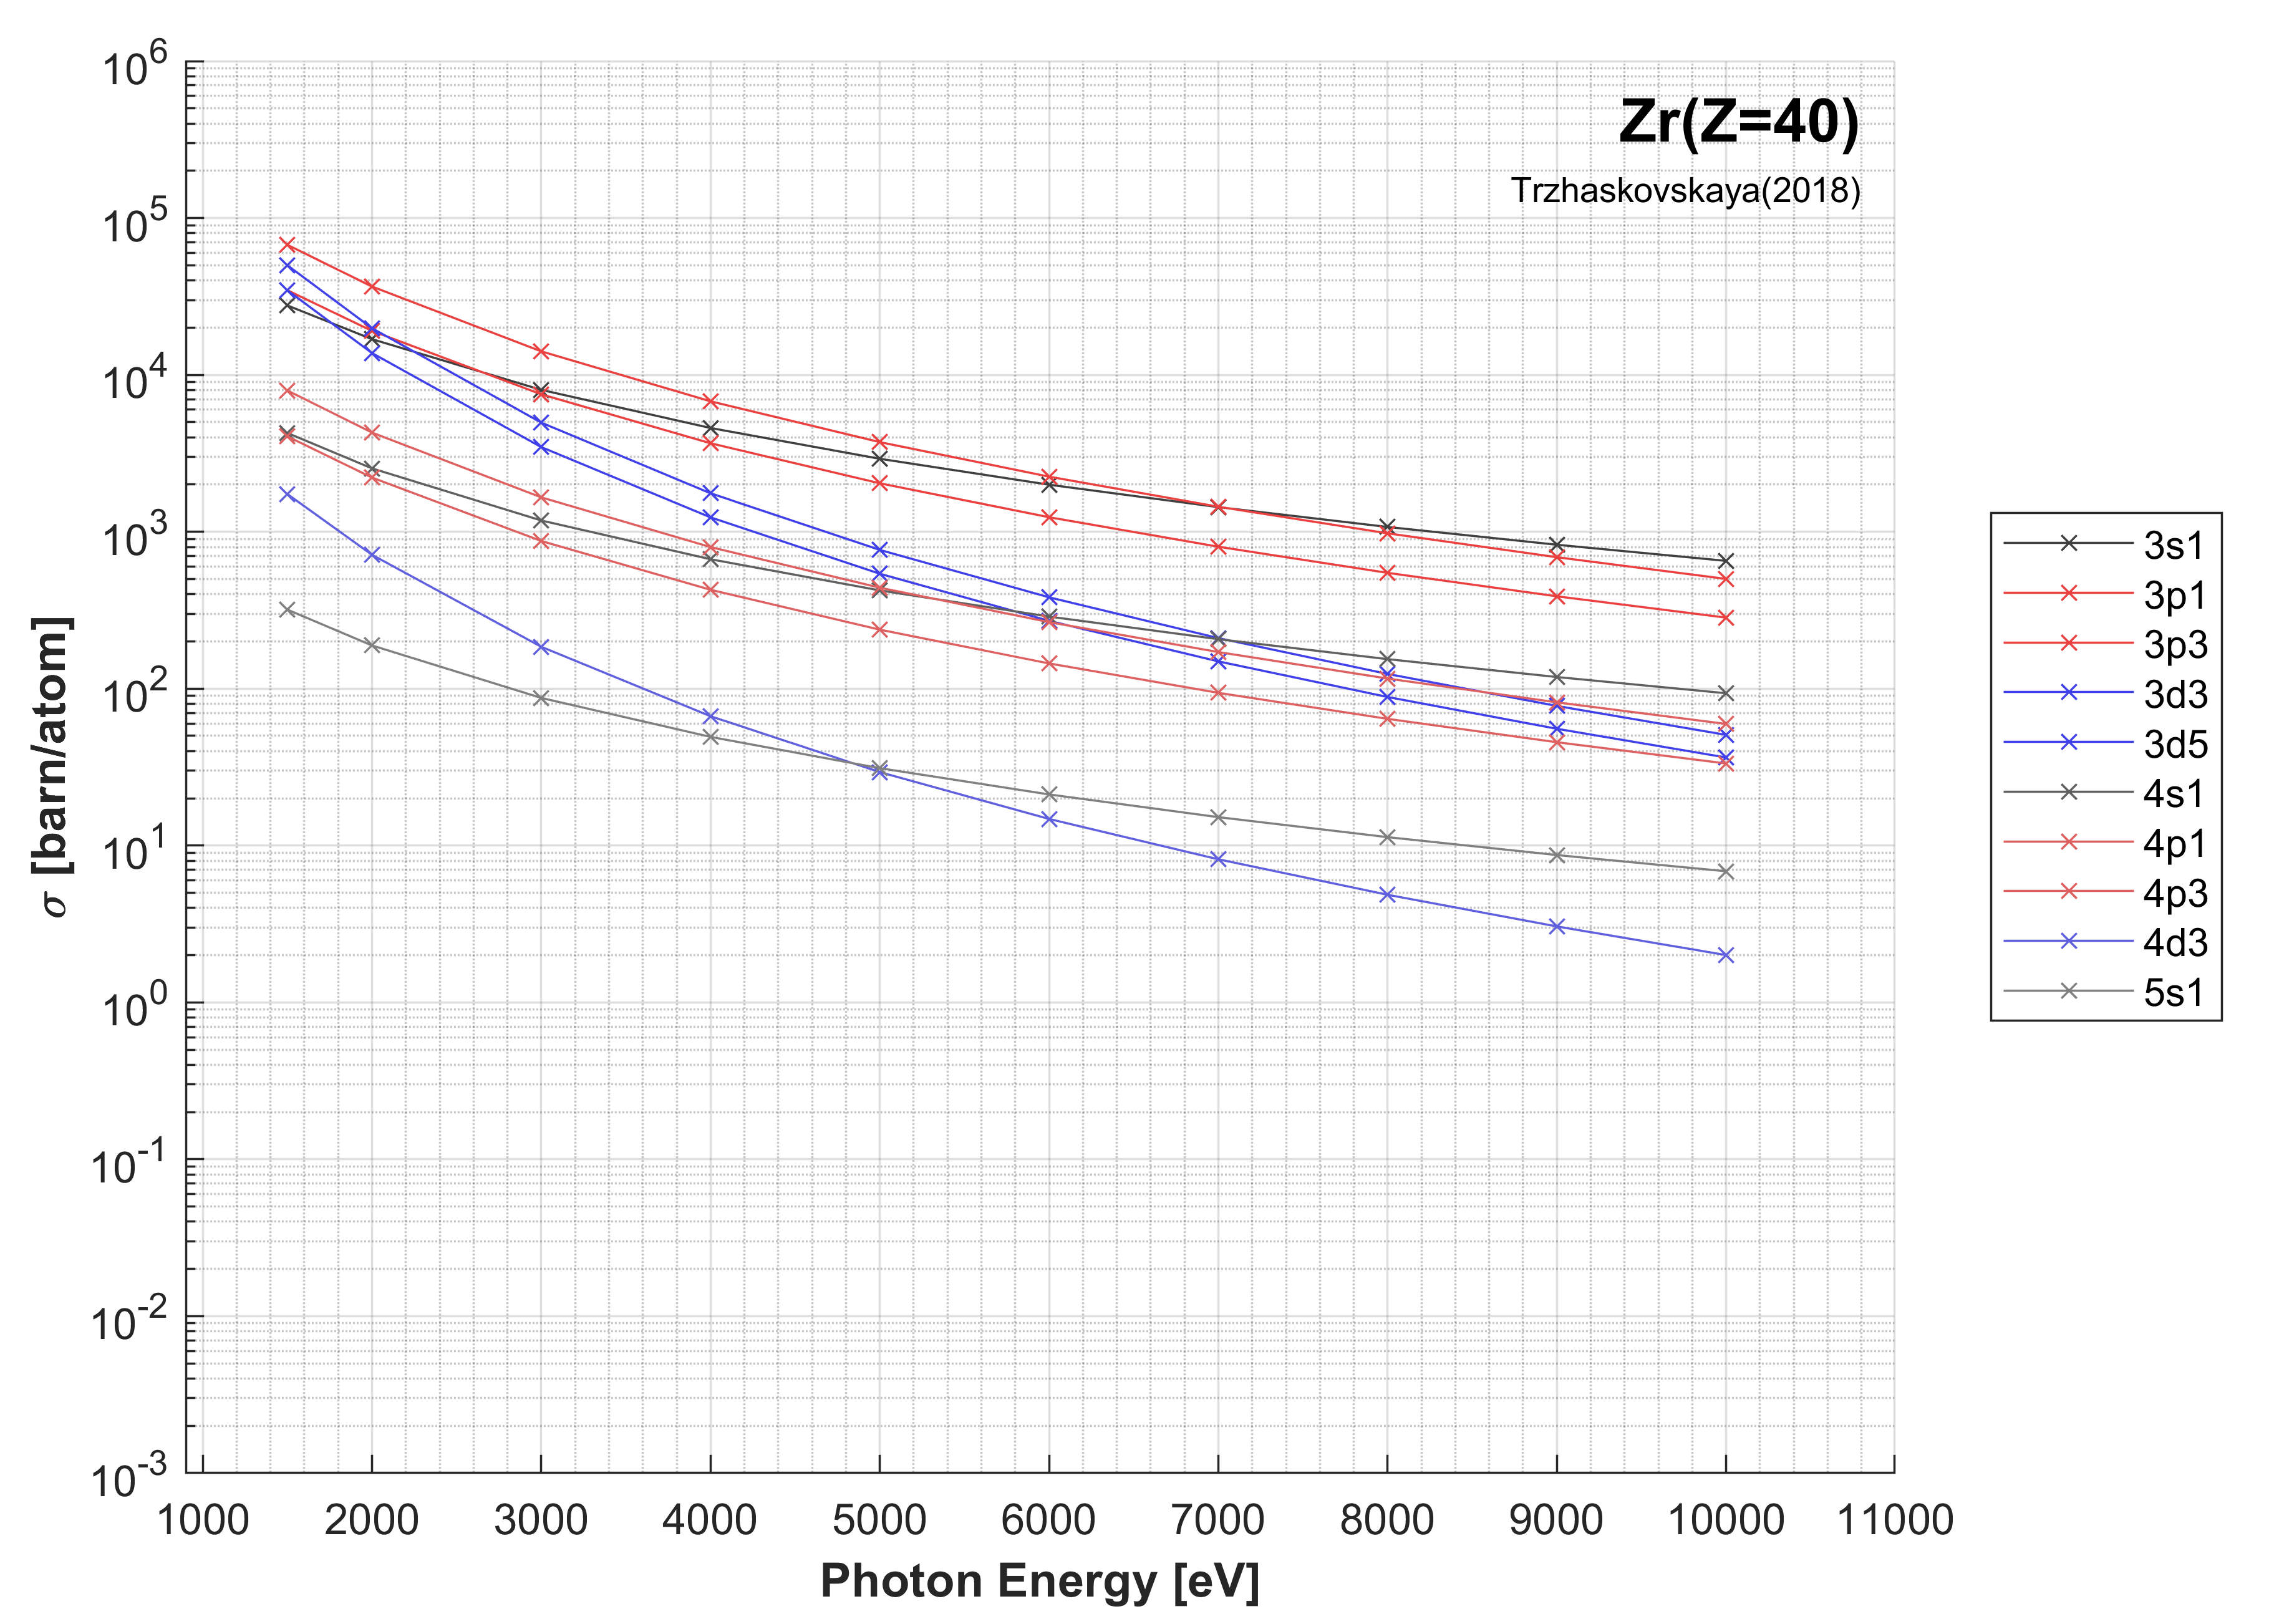 Zr(Z=40)
Trzhaskovskaya(2018)
10^6
10^5
10^4
10^3
10^2
10^1
10^0
10^-1
10^-2
10^-3
σ [barn/atom]
1000 2000 3000 4000 5000 6000 7000 8000 9000 10000 11000
Photon Energy [eV]
3s1
3p1
3p3
3d3
3d5
4s1
4p1
4p3
4d3
5s1